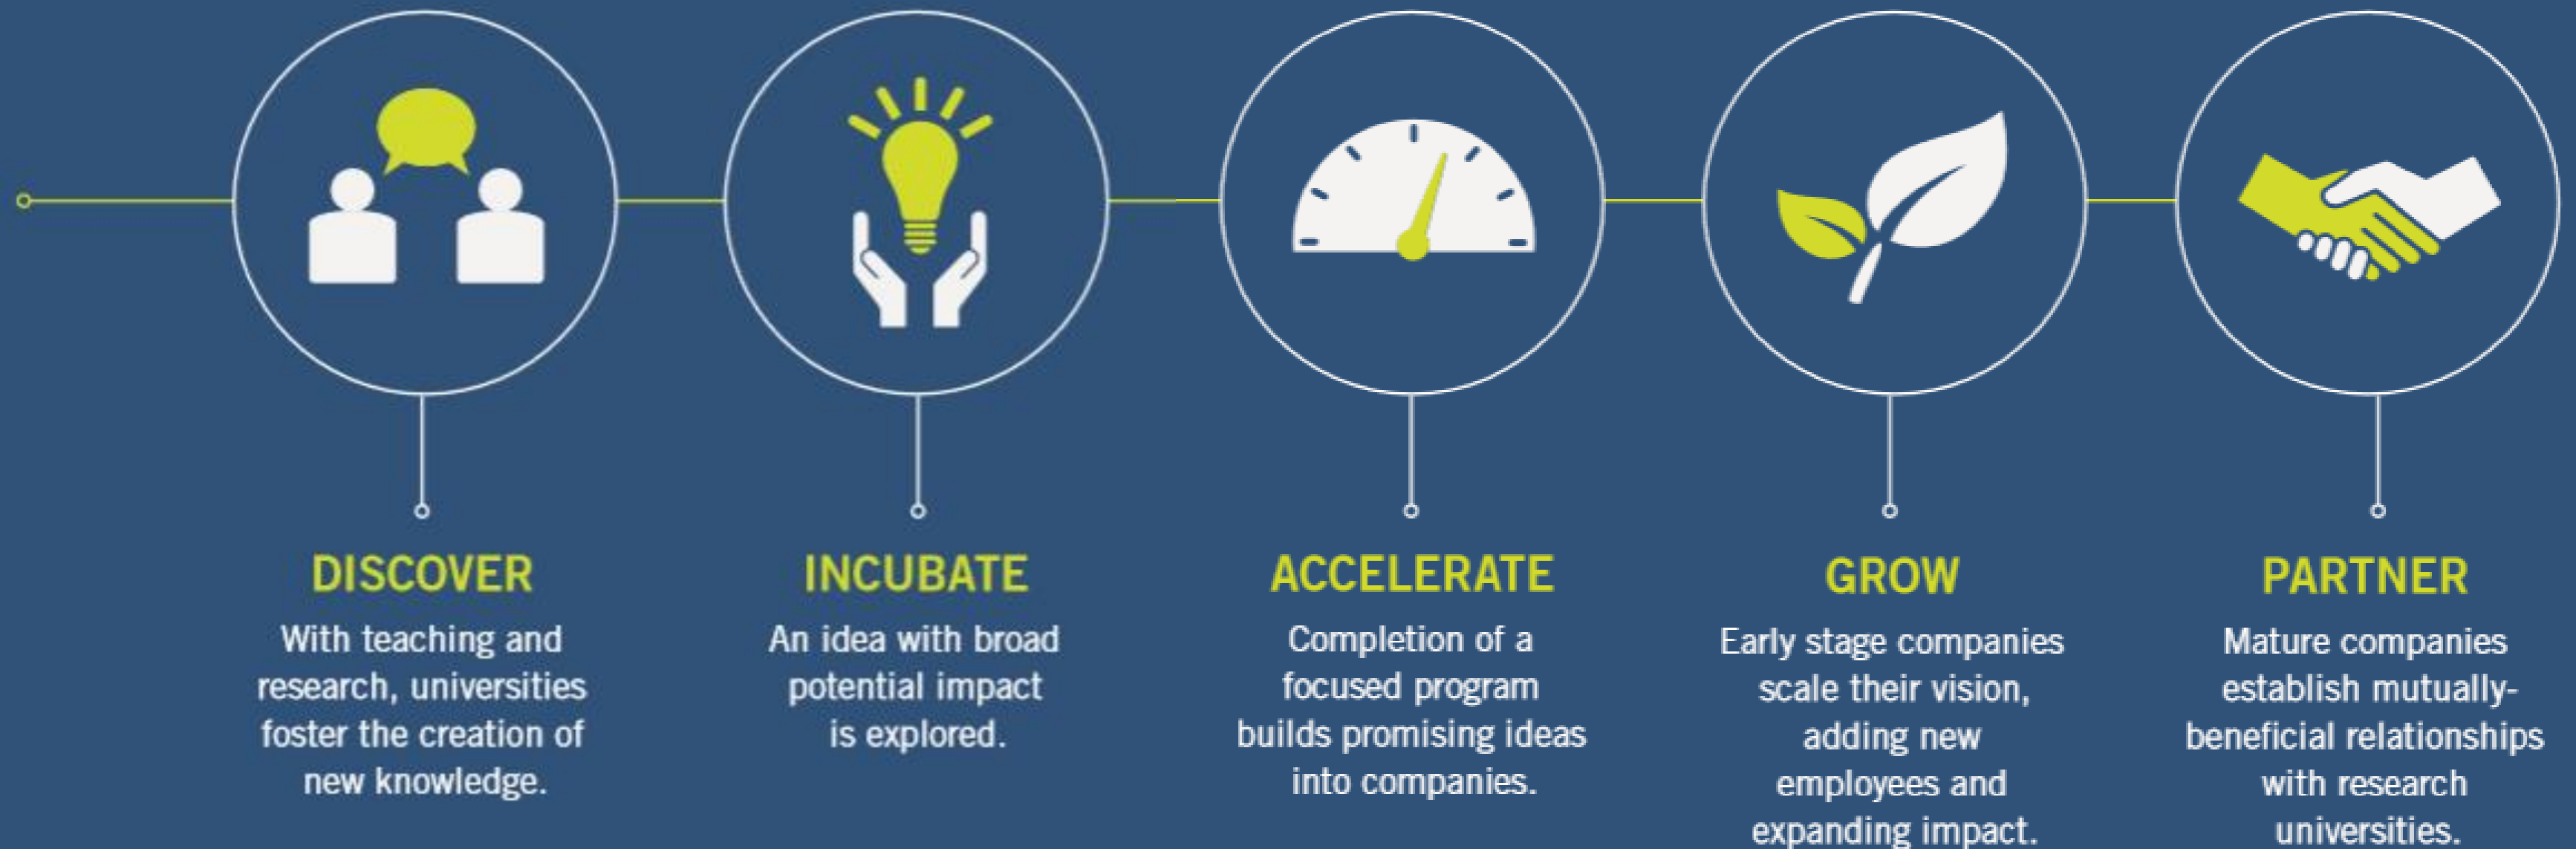 DISCOVER
With teaching and
research, universities
foster the creation of
new knowledge.
INCUBATE
An idea with broad
potential impact
is explored.
ACCELERATE
Completion of a
focused program
builds promising ideas
into companies.
GROW
Early stage companies
scale their vision,
adding new
employees and
expanding impact.
PARTNER
Mature companies
establish mutually-
beneficial relationships
with research
universities.